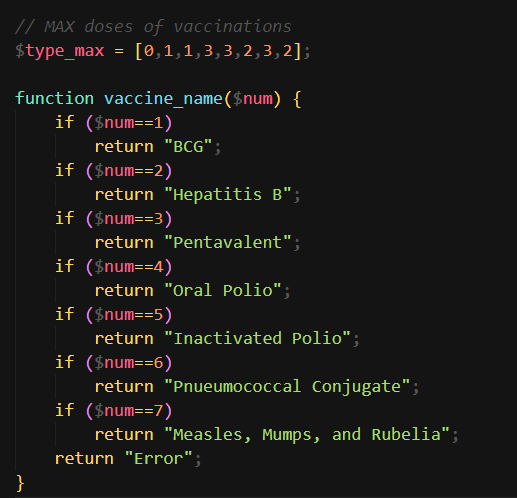 // MAX doses of vaccinations
$type_max = [0,1,1,3,3,2,3,2];
function vaccine_name($num) {
if ($num==1)
return "BCG";
if ($num==2)
return "Hepatitis B";
if ($num==3)
return "Pentavalent";
if ($num==4)
return "Oral Polio";
if ($num==5)
return "Inactivated Polio";
if ($num==6)
return "Pnueumococcal Conjugate";
if ($num==7)
return "Measles, Mumps, and Rubelia";
return "Error";
}